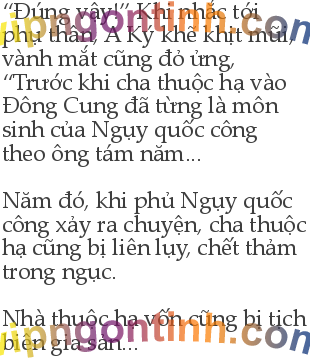 “Đúng vậy!” Khi nhắc tới
phụ thân, A Ký khẽ khịt mũi,
vành mắt cũng đỏ ửng,
“Trước khi cha thuộc hạ vào
Đông Cung đã từng là môn
sinh của Ngụy quốc công
theo ông tám năm...
Năm đó, khi phủ Ngụy quốc
công xảy ra chuyện, cha thuộc
hạ cũng bị liên lụy, chết thảm
trong ngục.
Nhà thuộc hạ vốn cũng bị tịch
biên gia sản...
vipngontinh.com
vipngontinh.com